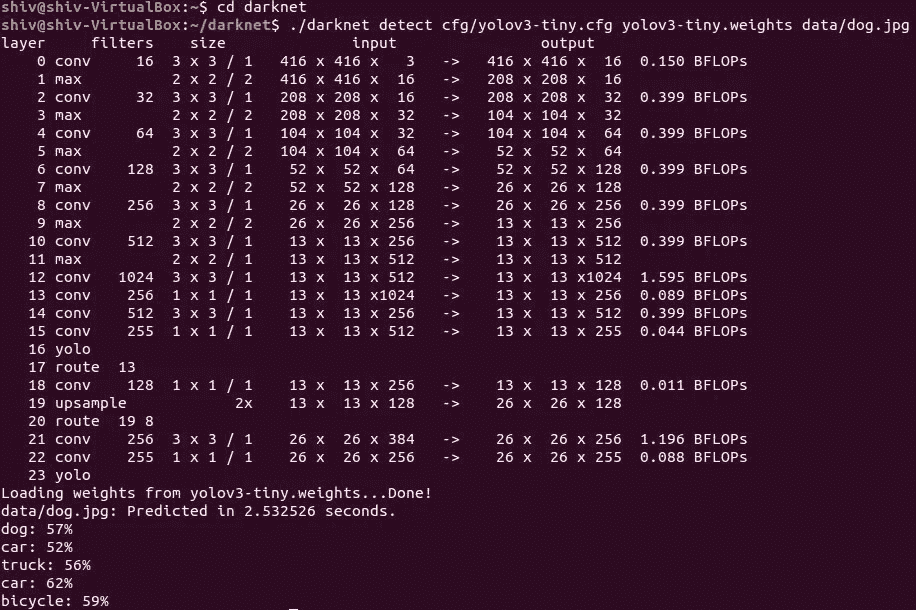 shiv@shiv-VirtualBox:~$ cd darknet
shiv@shiv-VirtualBox:~/darknet$ ./darknet detect cfg/yolov3-tiny.cfg yolov3-tiny.weights data/dog.jpg
layer     filters    size              input                output
    0 conv     16  3 x 3 / 1   416 x 416 x   3   ->   416 x 416 x  16  0.150 BFLOPs
    1 max          2 x 2 / 2   416 x 416 x  16   ->   208 x 208 x  16
    2 conv     32  3 x 3 / 1   208 x 208 x  16   ->   208 x 208 x  32  0.399 BFLOPs
    3 max          2 x 2 / 2   208 x 208 x  32   ->   104 x 104 x  32
    4 conv     64  3 x 3 / 1   104 x 104 x  32   ->   104 x 104 x  64  0.399 BFLOPs
    5 max          2 x 2 / 2   104 x 104 x  64   ->    52 x  52 x  64
    6 conv    128  3 x 3 / 1    52 x  52 x  64   ->    52 x  52 x 128  0.399 BFLOPs
    7 max          2 x 2 / 2    52 x  52 x 128   ->    26 x  26 x 128
    8 conv    256  3 x 3 / 1    26 x  26 x 128   ->    26 x  26 x 256  0.399 BFLOPs
    9 max          2 x 2 / 2    26 x  26 x 256   ->    13 x  13 x 256
   10 conv    512  3 x 3 / 1    13 x  13 x 256   ->    13 x  13 x 512  0.399 BFLOPs
   11 max          2 x 2 / 1    13 x  13 x 512   ->    13 x  13 x 512
   12 conv   1024  3 x 3 / 1    13 x  13 x 512   ->    13 x  13 x1024  1.595 BFLOPs
   13 conv    256  1 x 1 / 1    13 x  13 x1024   ->    13 x  13 x 256  0.089 BFLOPs
   14 conv    512  3 x 3 / 1    13 x  13 x 256   ->    13 x  13 x 512  0.399 BFLOPs
   15 conv    255  1 x 1 / 1    13 x  13 x 512   ->    13 x  13 x 255  0.044 BFLOPs
   16 yolo
   17 route  13
   18 conv    128  1 x 1 / 1    13 x  13 x 256   ->    13 x  13 x 128  0.011 BFLOPs
   19 upsample            2x    13 x  13 x 128   ->    26 x  26 x 128
   20 route  19 8
   21 conv    256  3 x 3 / 1    26 x  26 x 384   ->    26 x  26 x 256  1.196 BFLOPs
   22 conv    255  1 x 1 / 1    26 x  26 x 256   ->    26 x  26 x 255  0.088 BFLOPs
   23 yolo
Loading weights from yolov3-tiny.weights...Done!
data/dog.jpg: Predicted in 2.532526 seconds.
dog: 57%
car: 52%
truck: 56%
car: 62%
bicycle: 59%